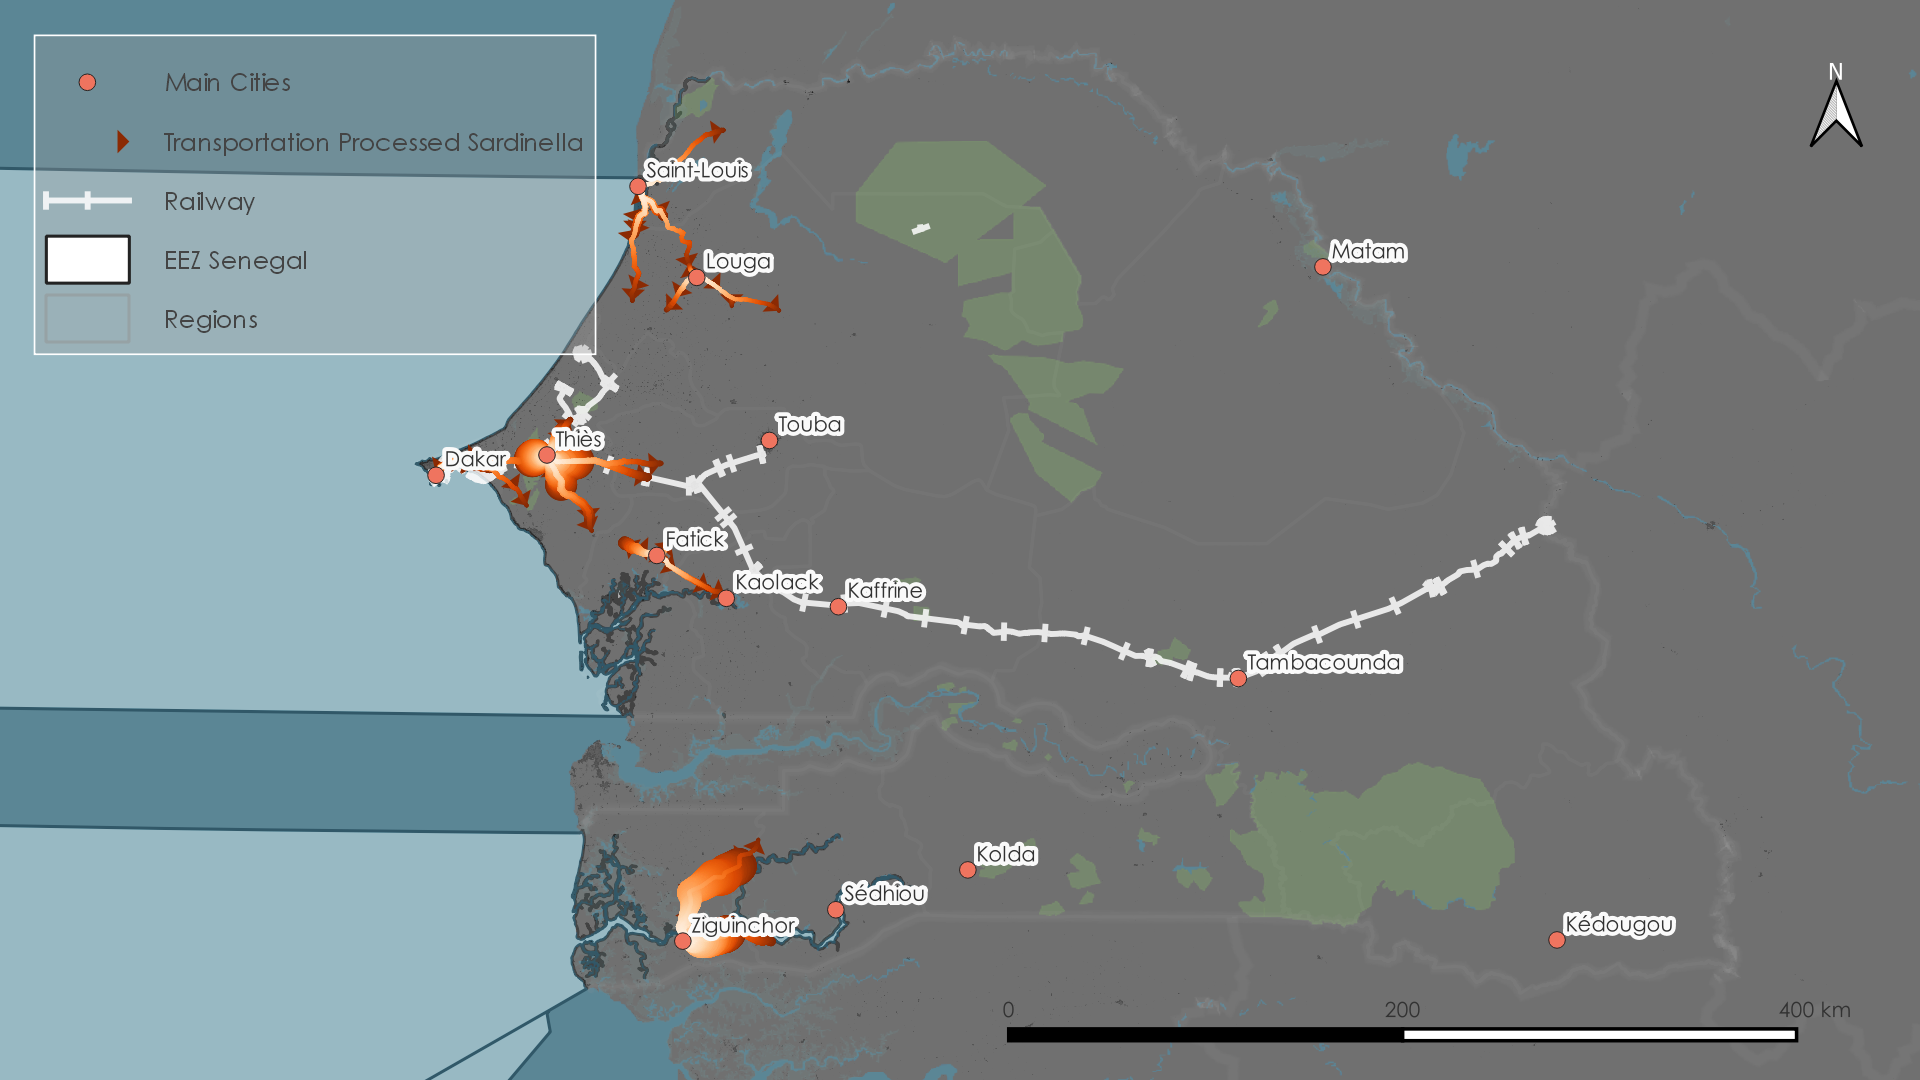 Main Cities
Transportation Processed Sardinella
Railway
EEZ Senegal
Regions
N
Saint-Louis
Louga
Matam
Touba
Thiès
Dakar
Fatick
Kaolack
Kaffrine
Tambacounda
Kolda
Sédhiou
Ziguinchor
Kédougou
0 200 400 km